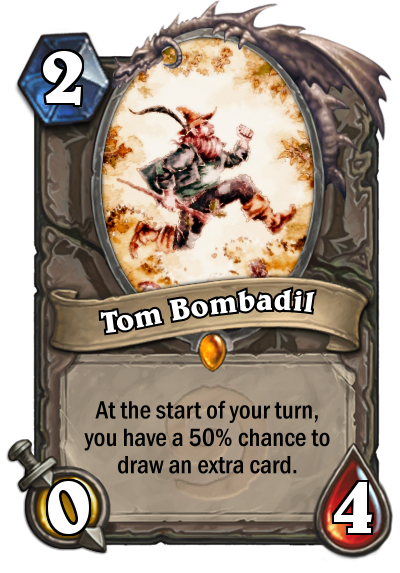 2
Tom Bombadil
At the start of your turn,
you have a 50% chance to
draw an extra card.
0
4